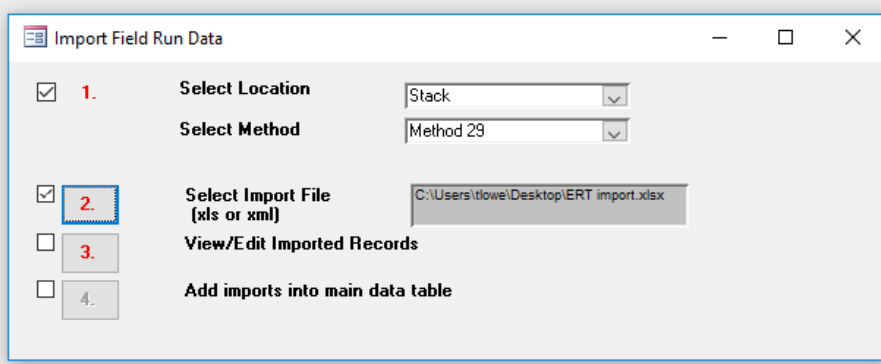 Import Field Run Data
1. Select Location Stack
Select Method Method 29
2. Select Import File C:\Users\tlowe\Desktop\ERT import.xlsx
(xls or xml)
3. View/Edit Imported Records
4. Add imports into main data table